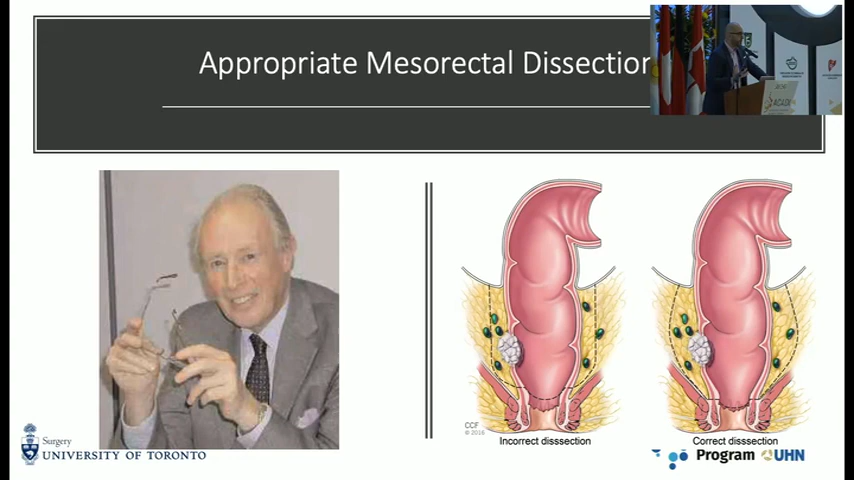 Appropriate Mesorectal Dissection
CCF
© 2016
Incorrect disssection
Correct disssection
Surgery
UNIVERSITY OF TORONTO
Program
UHN